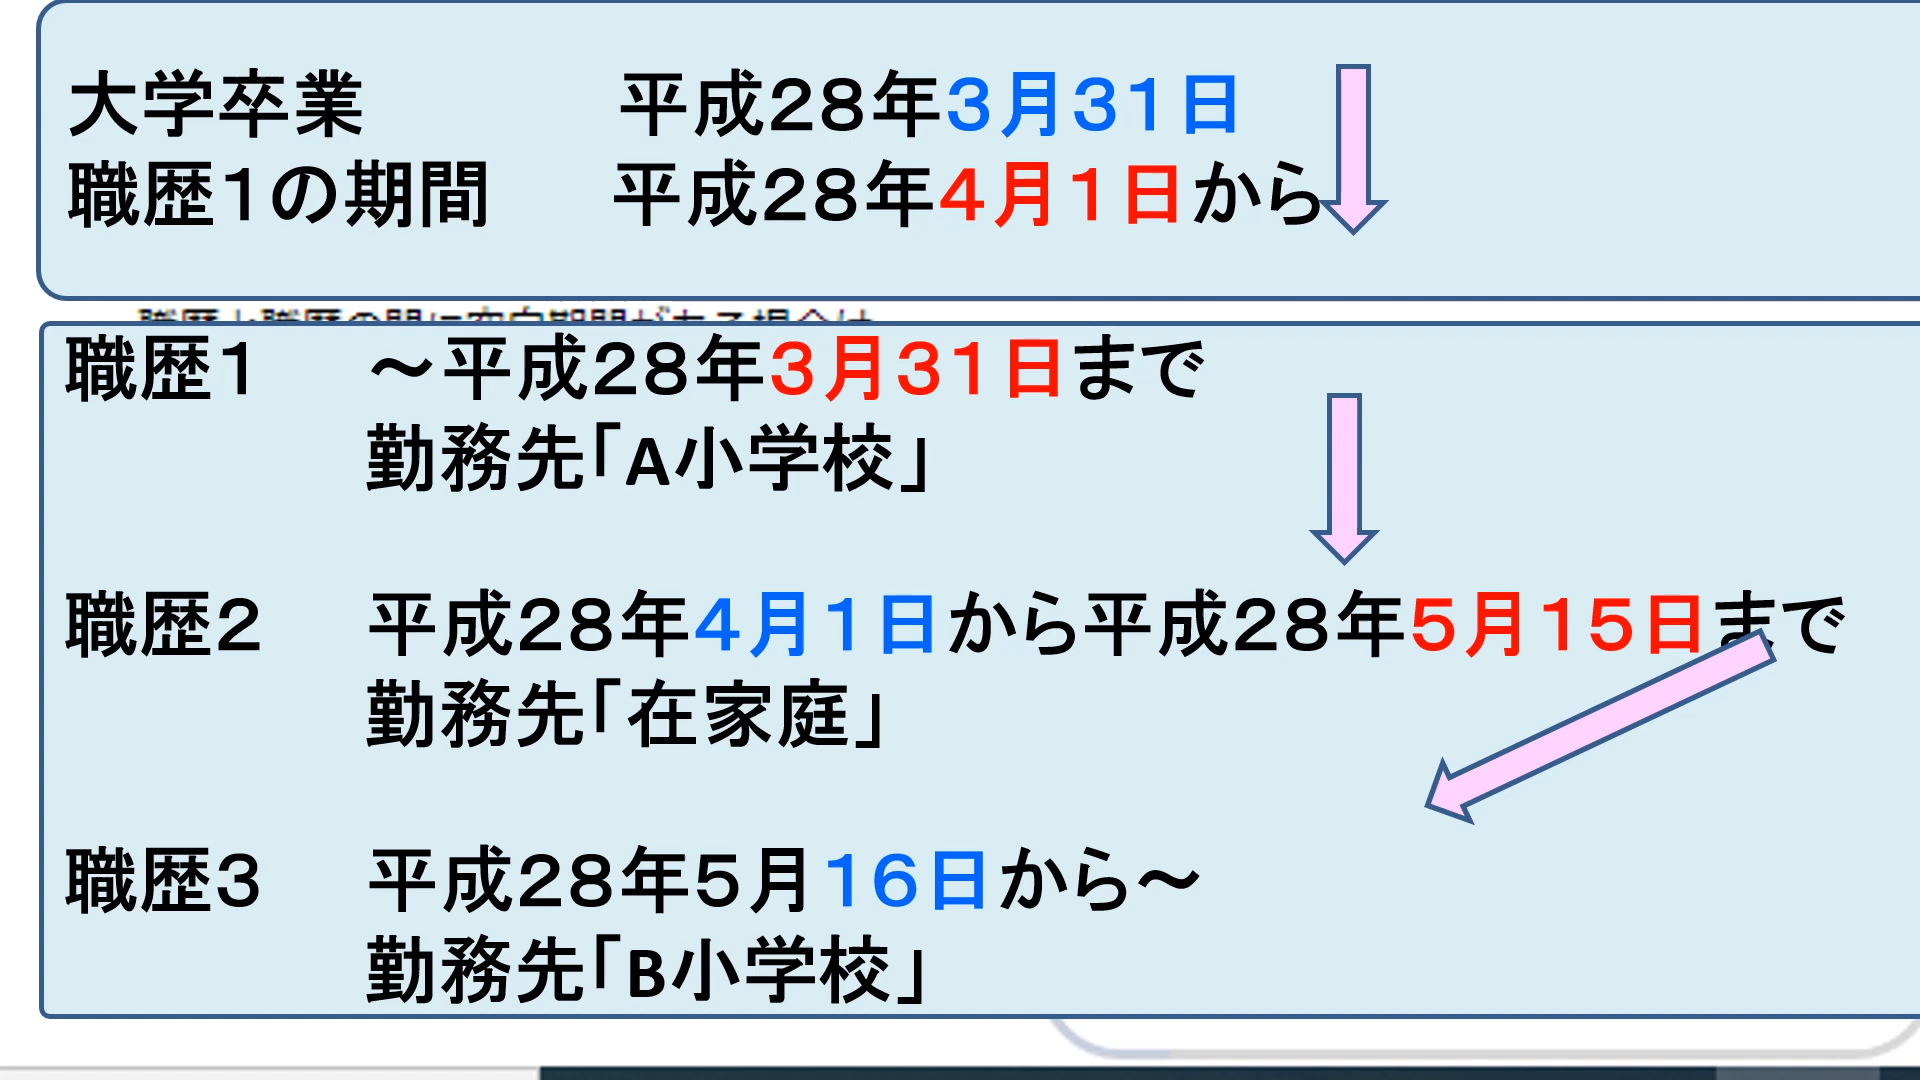 大学卒業 平成28年3月31日
職歴1の期間 平成28年4月1日から
職歴1 ～平成28年3月31日まで
勤務先「A小学校」
職歴2 平成28年4月1日から平成28年5月15日まで
勤務先「在家庭」
職歴3 平成28年5月16日から～
勤務先「B小学校」